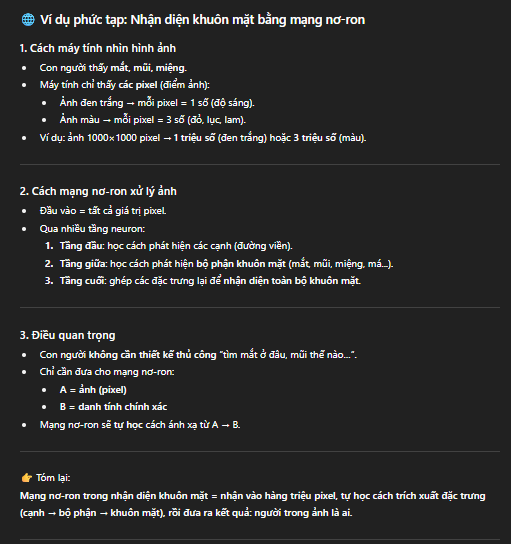 🌐 Ví dụ phức tạp: Nhận diện khuôn mặt bằng mạng nơ-ron
1. Cách máy tính nhìn hình ảnh
• Con người thấy mắt, mũi, miệng.
• Máy tính chỉ thấy các pixel (điểm ảnh):
• Ảnh đen trắng → mỗi pixel = 1 số (độ sáng).
• Ảnh màu → mỗi pixel = 3 số (đỏ, lục, lam).
• Ví dụ: ảnh 1000×1000 pixel → 1 triệu số (đen trắng) hoặc 3 triệu số (màu).
2. Cách mạng nơ-ron xử lý ảnh
• Đầu vào = tất cả giá trị pixel.
• Qua nhiều tầng neuron:
1. Tầng đầu: học cách phát hiện các cạnh (đường viền).
2. Tầng giữa: học cách phát hiện bộ phận khuôn mặt (mắt, mũi, miệng, má...).
3. Tầng cuối: ghép các đặc trưng lại để nhận diện toàn bộ khuôn mặt.
3. Điều quan trọng
• Con người không cần thiết kế thủ công "tìm mắt ở đâu, mũi thế nào...".
• Chỉ cần đưa cho mạng nơ-ron:
• A = ảnh (pixel)
• B = danh tính chính xác
• Mạng nơ-ron sẽ tự học cách ánh xạ từ A → B.
👉 Tóm lại:
Mạng nơ-ron trong nhận diện khuôn mặt = nhận vào hàng triệu pixel, tự học cách trích xuất đặc trưng
(cạnh → bộ phận → khuôn mặt), rồi đưa ra kết quả: người trong ảnh là ai.